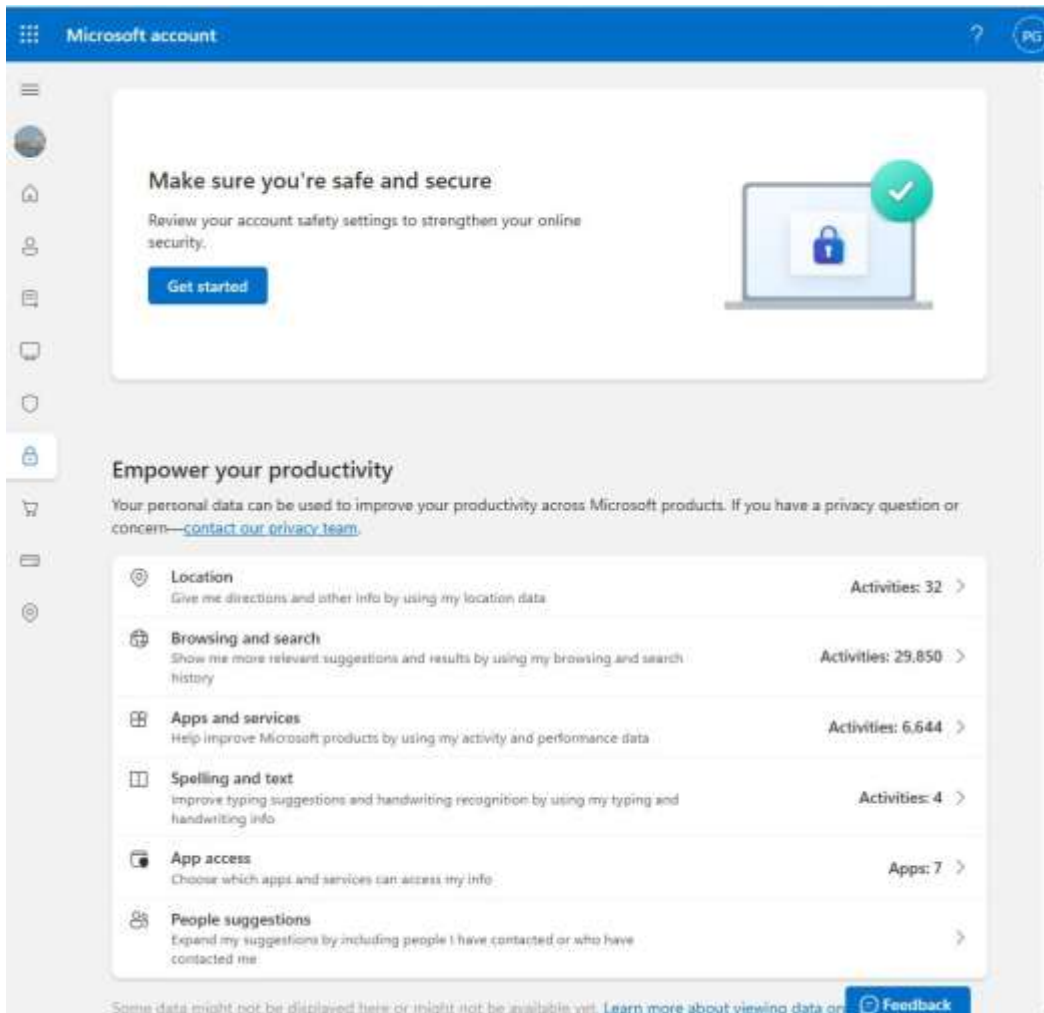 Microsoft account
?
PG
Make sure you're safe and secure
Review your account safety settings to strengthen your online
security.
Get started
Empower your productivity
Your personal data can be used to improve your productivity across Microsoft products. If you have a privacy question or
concern—contact our privacy team.
Location
Give me directions and other info by using my location data
Activities: 32
Browsing and search
Show me more relevant suggestions and results by using my browsing and search
history
Activities: 29,850
Apps and services
Help improve Microsoft products by using my activity and performance data
Activities: 6,644
Spelling and text
Improve typing suggestions and handwriting recognition by using my typing and
handwriting info
Activities: 4
App access
Choose which apps and services can access my info
Apps: 7
People suggestions
Expand my suggestions by including people I have contacted or who have
contacted me
Some data might not be displayed here or might not be available yet. Learn more about viewing data on
Feedback